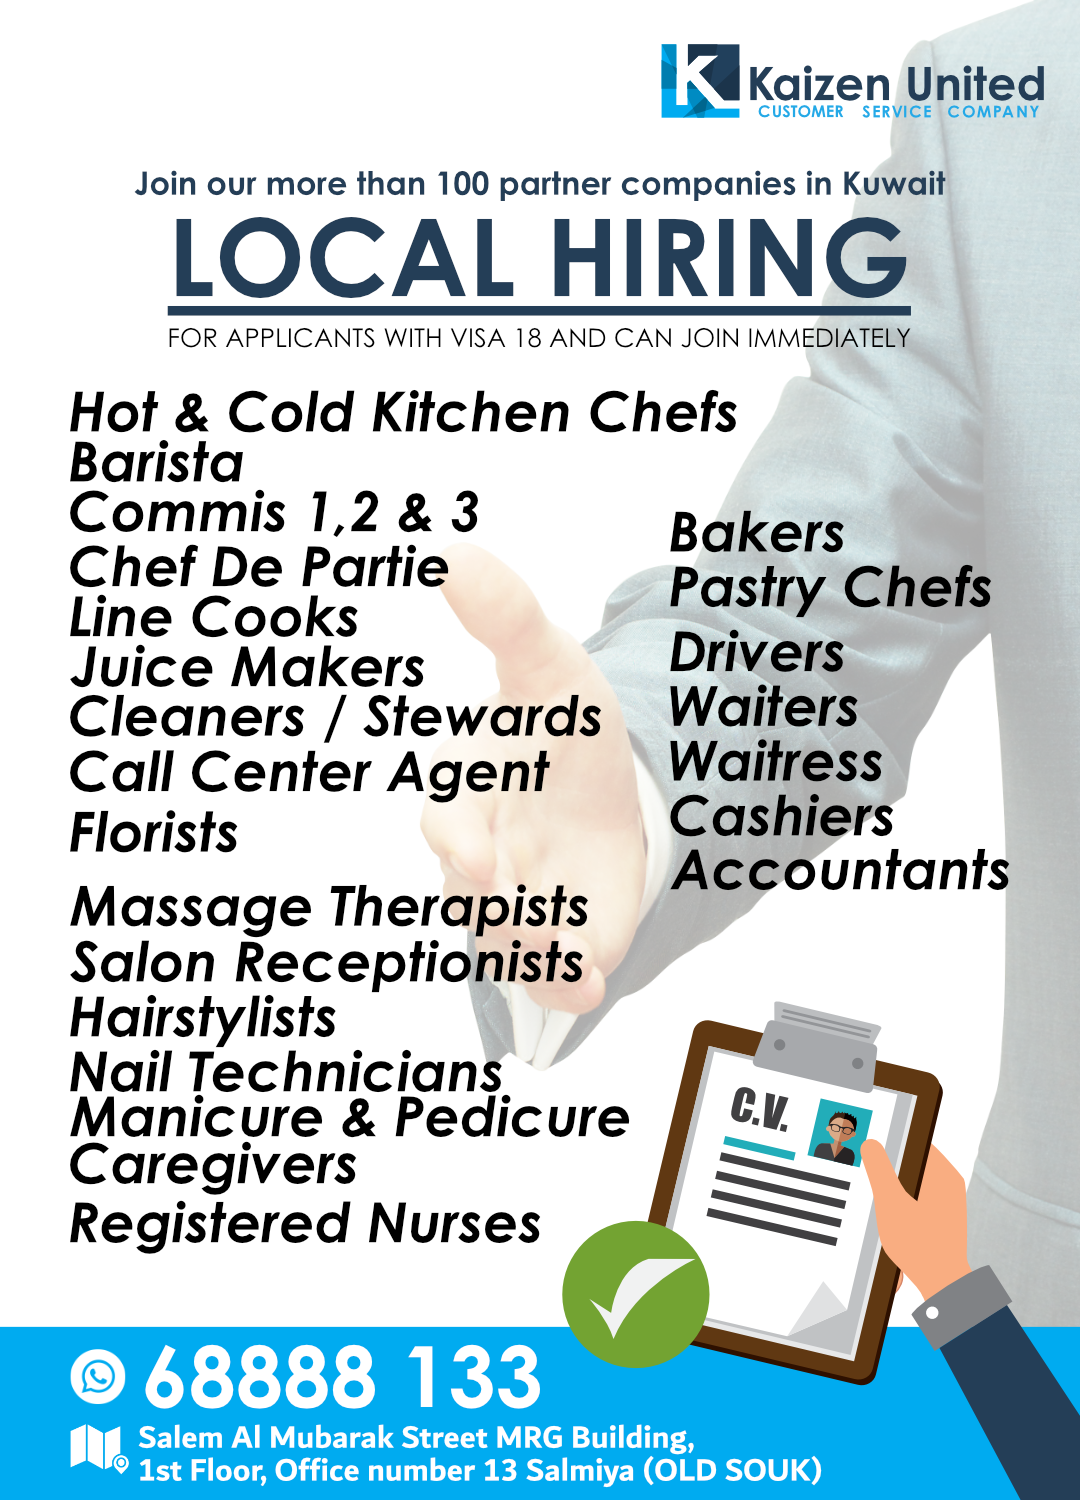 Kaizen United
CUSTOMER SERVICE COMPANY
Join our more than 100 partner companies in Kuwait
LOCAL HIRING
FOR APPLICANTS WITH VISA 18 AND CAN JOIN IMMEDIATELY
Hot & Cold Kitchen Chefs
Barista
Commis 1,2 & 3
Chef De Partie
Line Cooks
Juice Makers
Cleaners / Stewards
Call Center Agent
Florists
Massage Therapists
Salon Receptionists
Hairstylists
Nail Technicians
Manicure & Pedicure
Caregivers
Registered Nurses
Bakers
Pastry Chefs
Drivers
Waiters
Waitress
Cashiers
Accountants
C.V.
68888 133
Salem Al Mubarak Street MRG Building,
1st Floor, Office number 13 Salmiya (OLD SOUK)